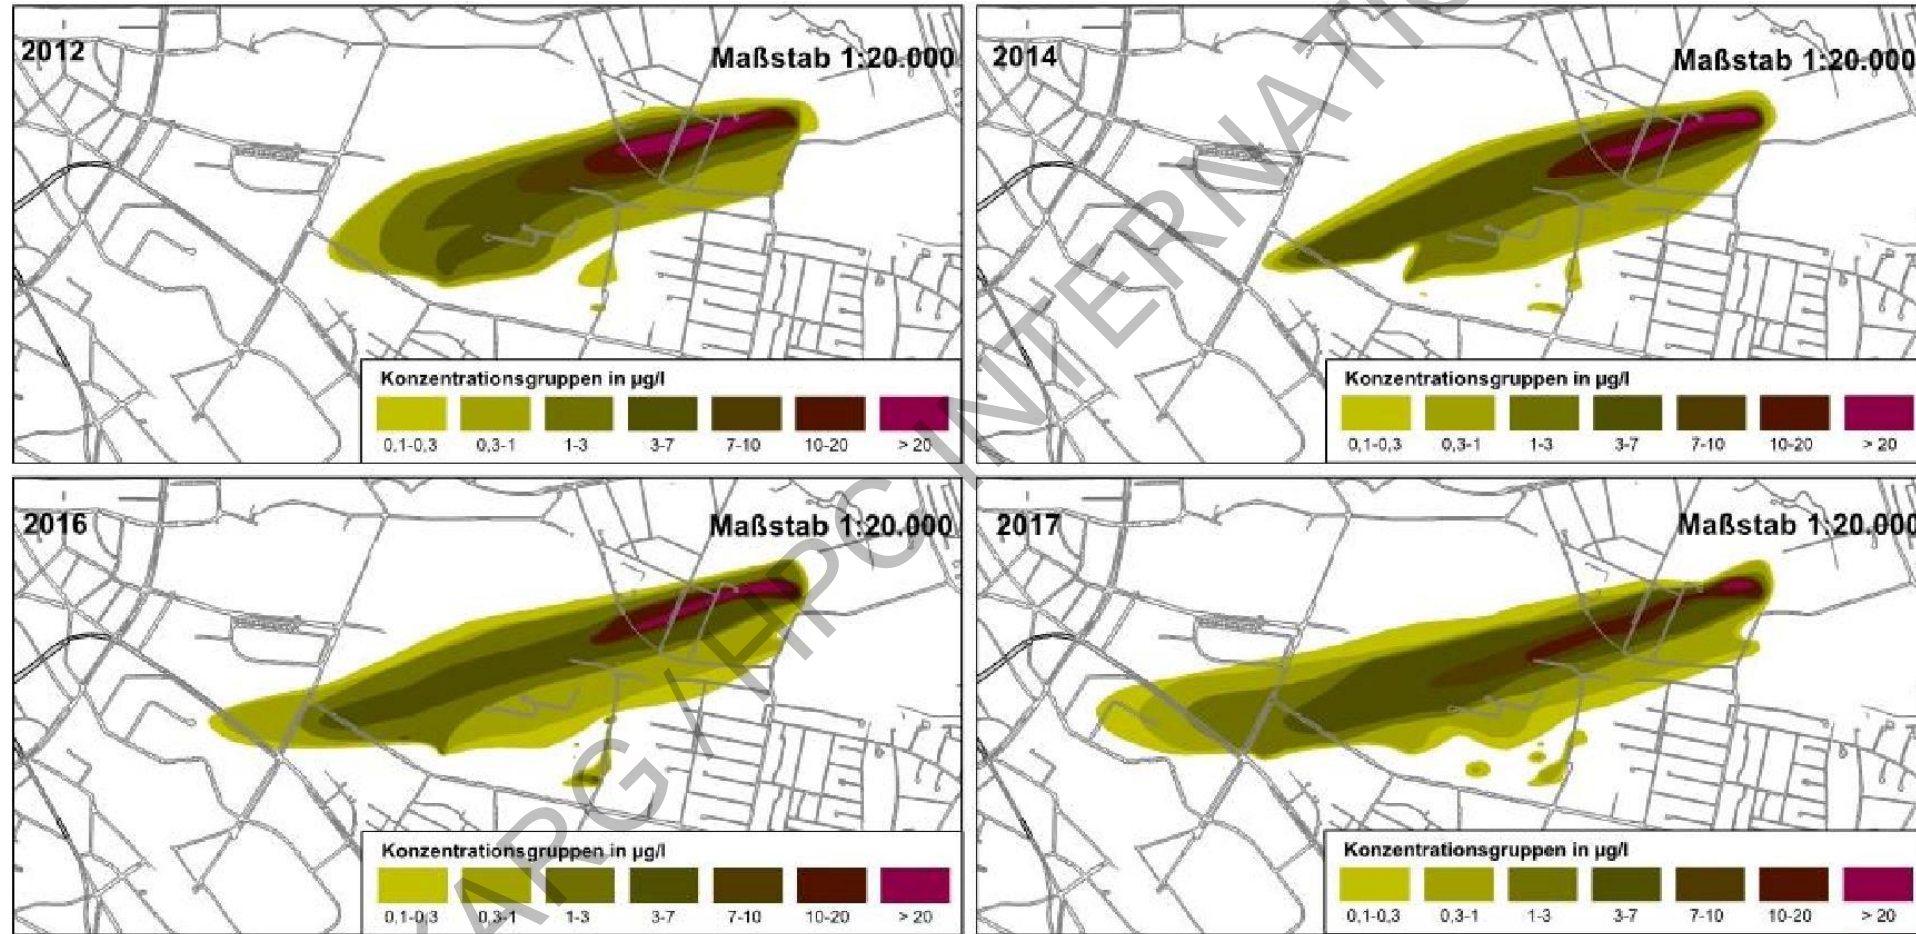 2012
Maßstab 1:20.000
Konzentrationsgruppen in µg/l
0,1-0,3 0,3-1 1-3 3-7 7-10 10-20 > 20
2014
Maßstab 1:20.000
Konzentrationsgruppen in µg/l
0,1-0,3 0,3-1 1-3 3-7 7-10 10-20 > 20
2016
Maßstab 1:20.000
Konzentrationsgruppen in µg/l
0,1-0,3 0,3-1 1-3 3-7 7-10 10-20 > 20
2017
Maßstab 1:20.000
Konzentrationsgruppen in µg/l
0,1-0,3 0,3-1 1-3 3-7 7-10 10-20 > 20
ARG / HPC INTERNATIO